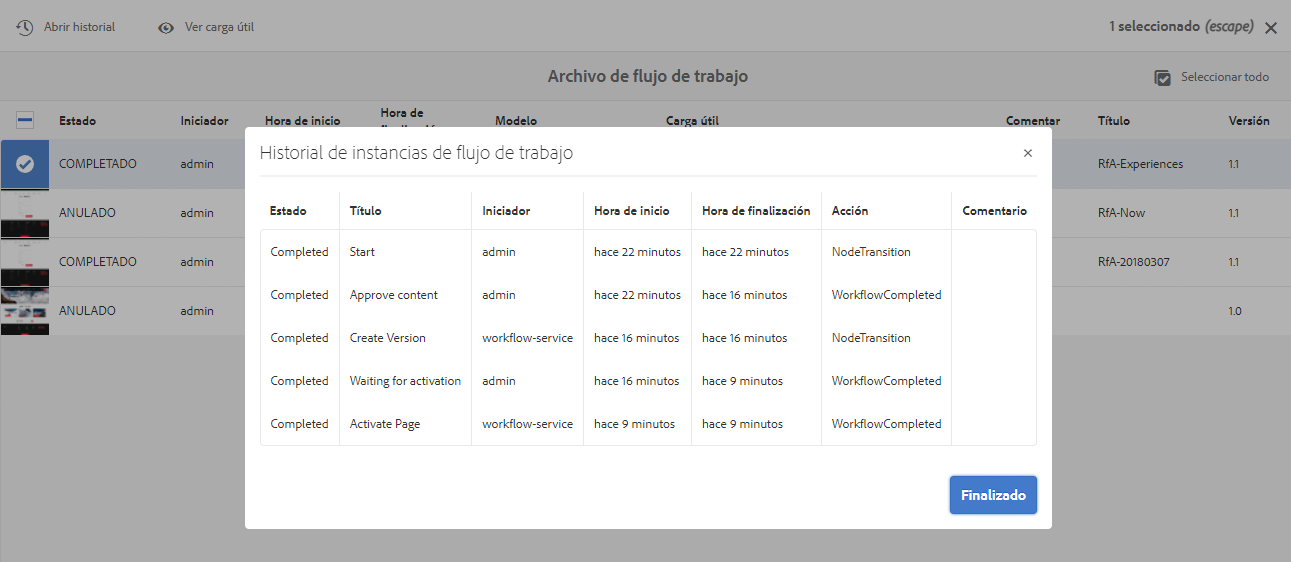 Abrir historial Ver carga útil 1 seleccionado (escape)
Archivo de flujo de trabajo Seleccionar todo
Estado Iniciador Hora de inicio Hora de Modelo Carga útil Comentar Título Versión
COMPLETADO admin RfA-Experiences 1.1
ANULADO admin RfA-Now 1.1
COMPLETADO admin RfA-20180307 1.1
ANULADO admin 1.0
Historial de instancias de flujo de trabajo ×
Estado Título Iniciador Hora de inicio Hora de finalización Acción Comentario
Completed Start admin hace 22 minutos hace 22 minutos NodeTransition
Completed Approve content admin hace 22 minutos hace 16 minutos WorkflowCompleted
Completed Create Version workflow-service hace 16 minutos hace 16 minutos NodeTransition
Completed Waiting for activation admin hace 16 minutos hace 9 minutos WorkflowCompleted
Completed Activate Page workflow-service hace 9 minutos hace 9 minutos WorkflowCompleted
Finalizado